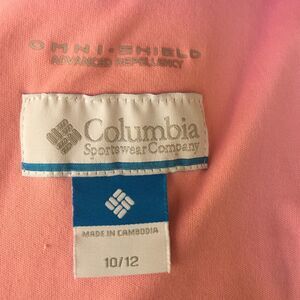 OMNI-SHIELD
ADVANCED REPELLENCY
Columbia
Sportswear Company
MADE IN CAMBODIA
10/12